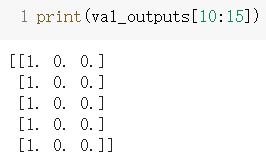 1 print(val_outputs[10:15])
[[1. 0. 0.]
[1. 0. 0.]
[1. 0. 0.]
[1. 0. 0.]
[1. 0. 0.]]